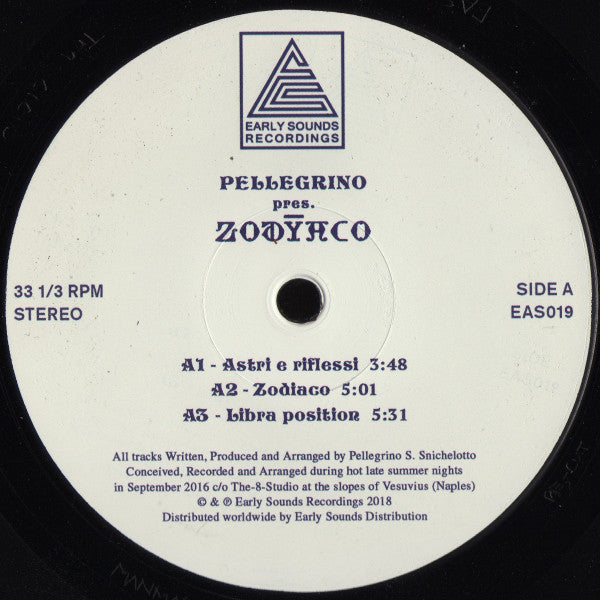 EARLY SOUNDS
RECORDINGS
PELLEGRINO
pres.
ZODYACO
33 1/3 RPM
STEREO
SIDE A
EAS019
A1 - Astri e riflessi 3:48
A2 - Zodiaco 5:01
A3 - Libra position 5:31
All tracks Written, Produced and Arranged by Pellegrino S. Snichelotto
Conceived, Recorded and Arranged during hot late summer nights
in September 2016 c/o The-8-Studio at the slopes of Vesuvius (Naples)
© & ℗ Early Sounds Recordings 2018
Distributed worldwide by Early Sounds Distribution